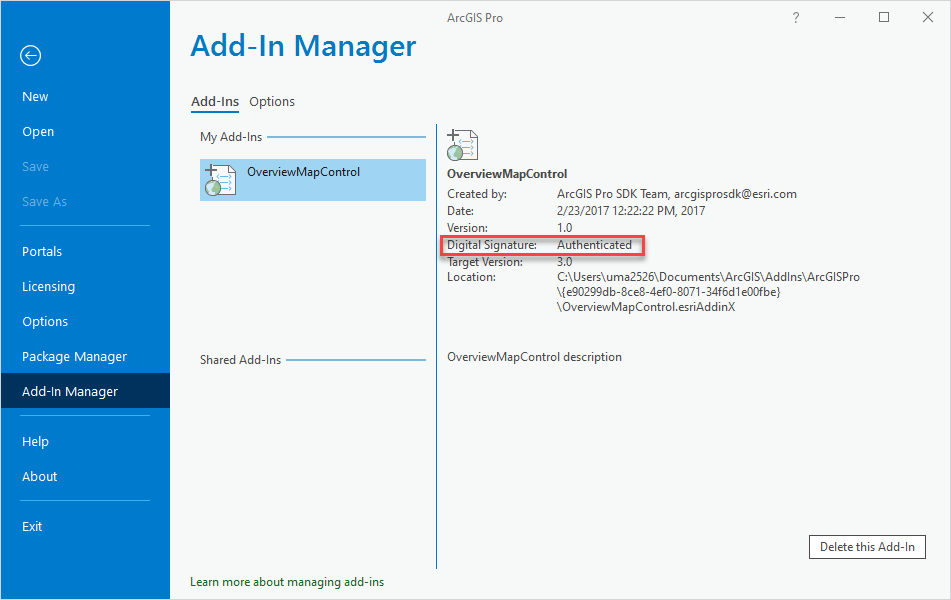 ArcGIS Pro
?
Add-In Manager
New
Open
Save
Save As
Portals
Licensing
Options
Package Manager
Add-In Manager
Help
About
Exit
Add-Ins Options
My Add-Ins
OverviewMapControl
Shared Add-Ins
OverviewMapControl
Created by: ArcGIS Pro SDK Team, arcgisprosdk@esri.com
Date: 2/23/2017 12:22:22 PM, 2017
Version: 1.0
Digital Signature: Authenticated
Target Version: 3.0
Location: C:\Users\uma2526\Documents\ArcGIS\AddIns\ArcGISPro
\{e90299db-8ce8-4ef0-8071-34f6d1e00fbe}
\OverviewMapControl.esriAddinX
OverviewMapControl description
Delete this Add-In
Learn more about managing add-ins